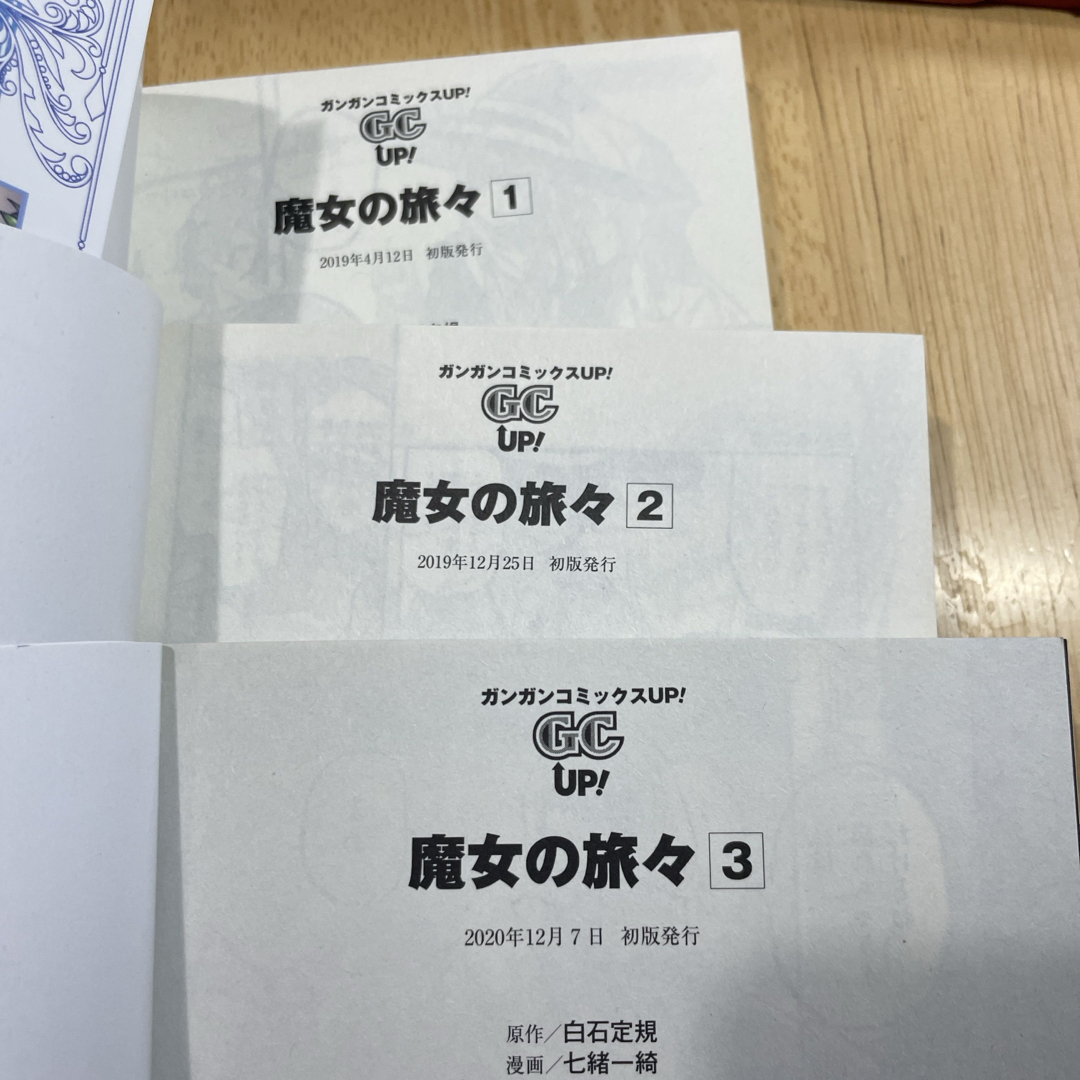 ガンガンコミックスUP!
GC
UP!
魔女の旅々 1
2019年4月12日 初版発行
ガンガンコミックスUP!
GC
UP!
魔女の旅々 2
2019年12月25日 初版発行
ガンガンコミックスUP!
GC
UP!
魔女の旅々 3
2020年12月7日 初版発行
原作/白石定規
漫画/七緒一綺